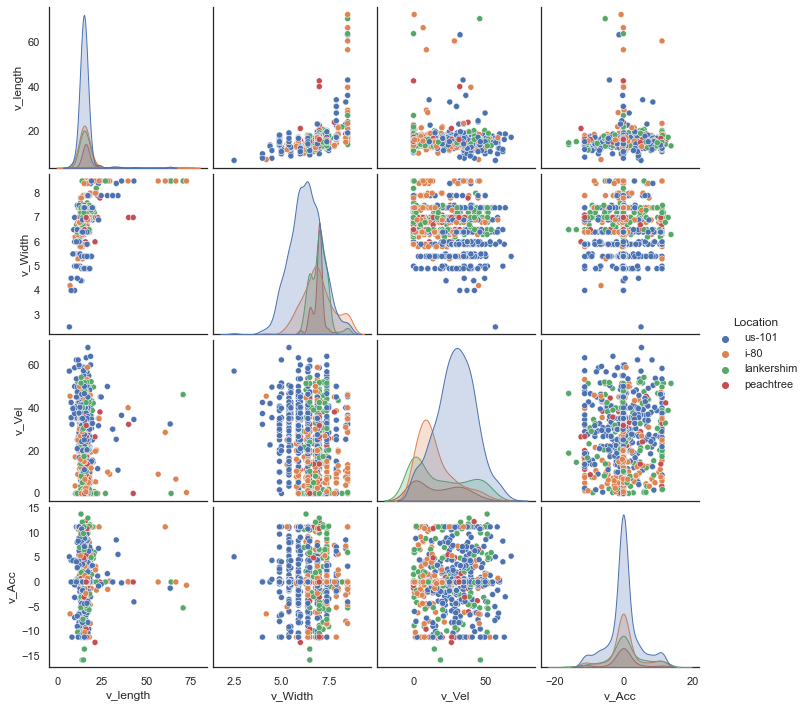 v_length
60
40
20
v_Width
8
7
6
5
4
3
v_Vel
60
40
20
0
v_Acc
15
10
5
0
−5
−10
−15
0
25
50
75
v_length
2.5
5.0
7.5
v_Width
0
50
v_Vel
−20
0
20
v_Acc
Location
us-101
i-80
lankershim
peachtree